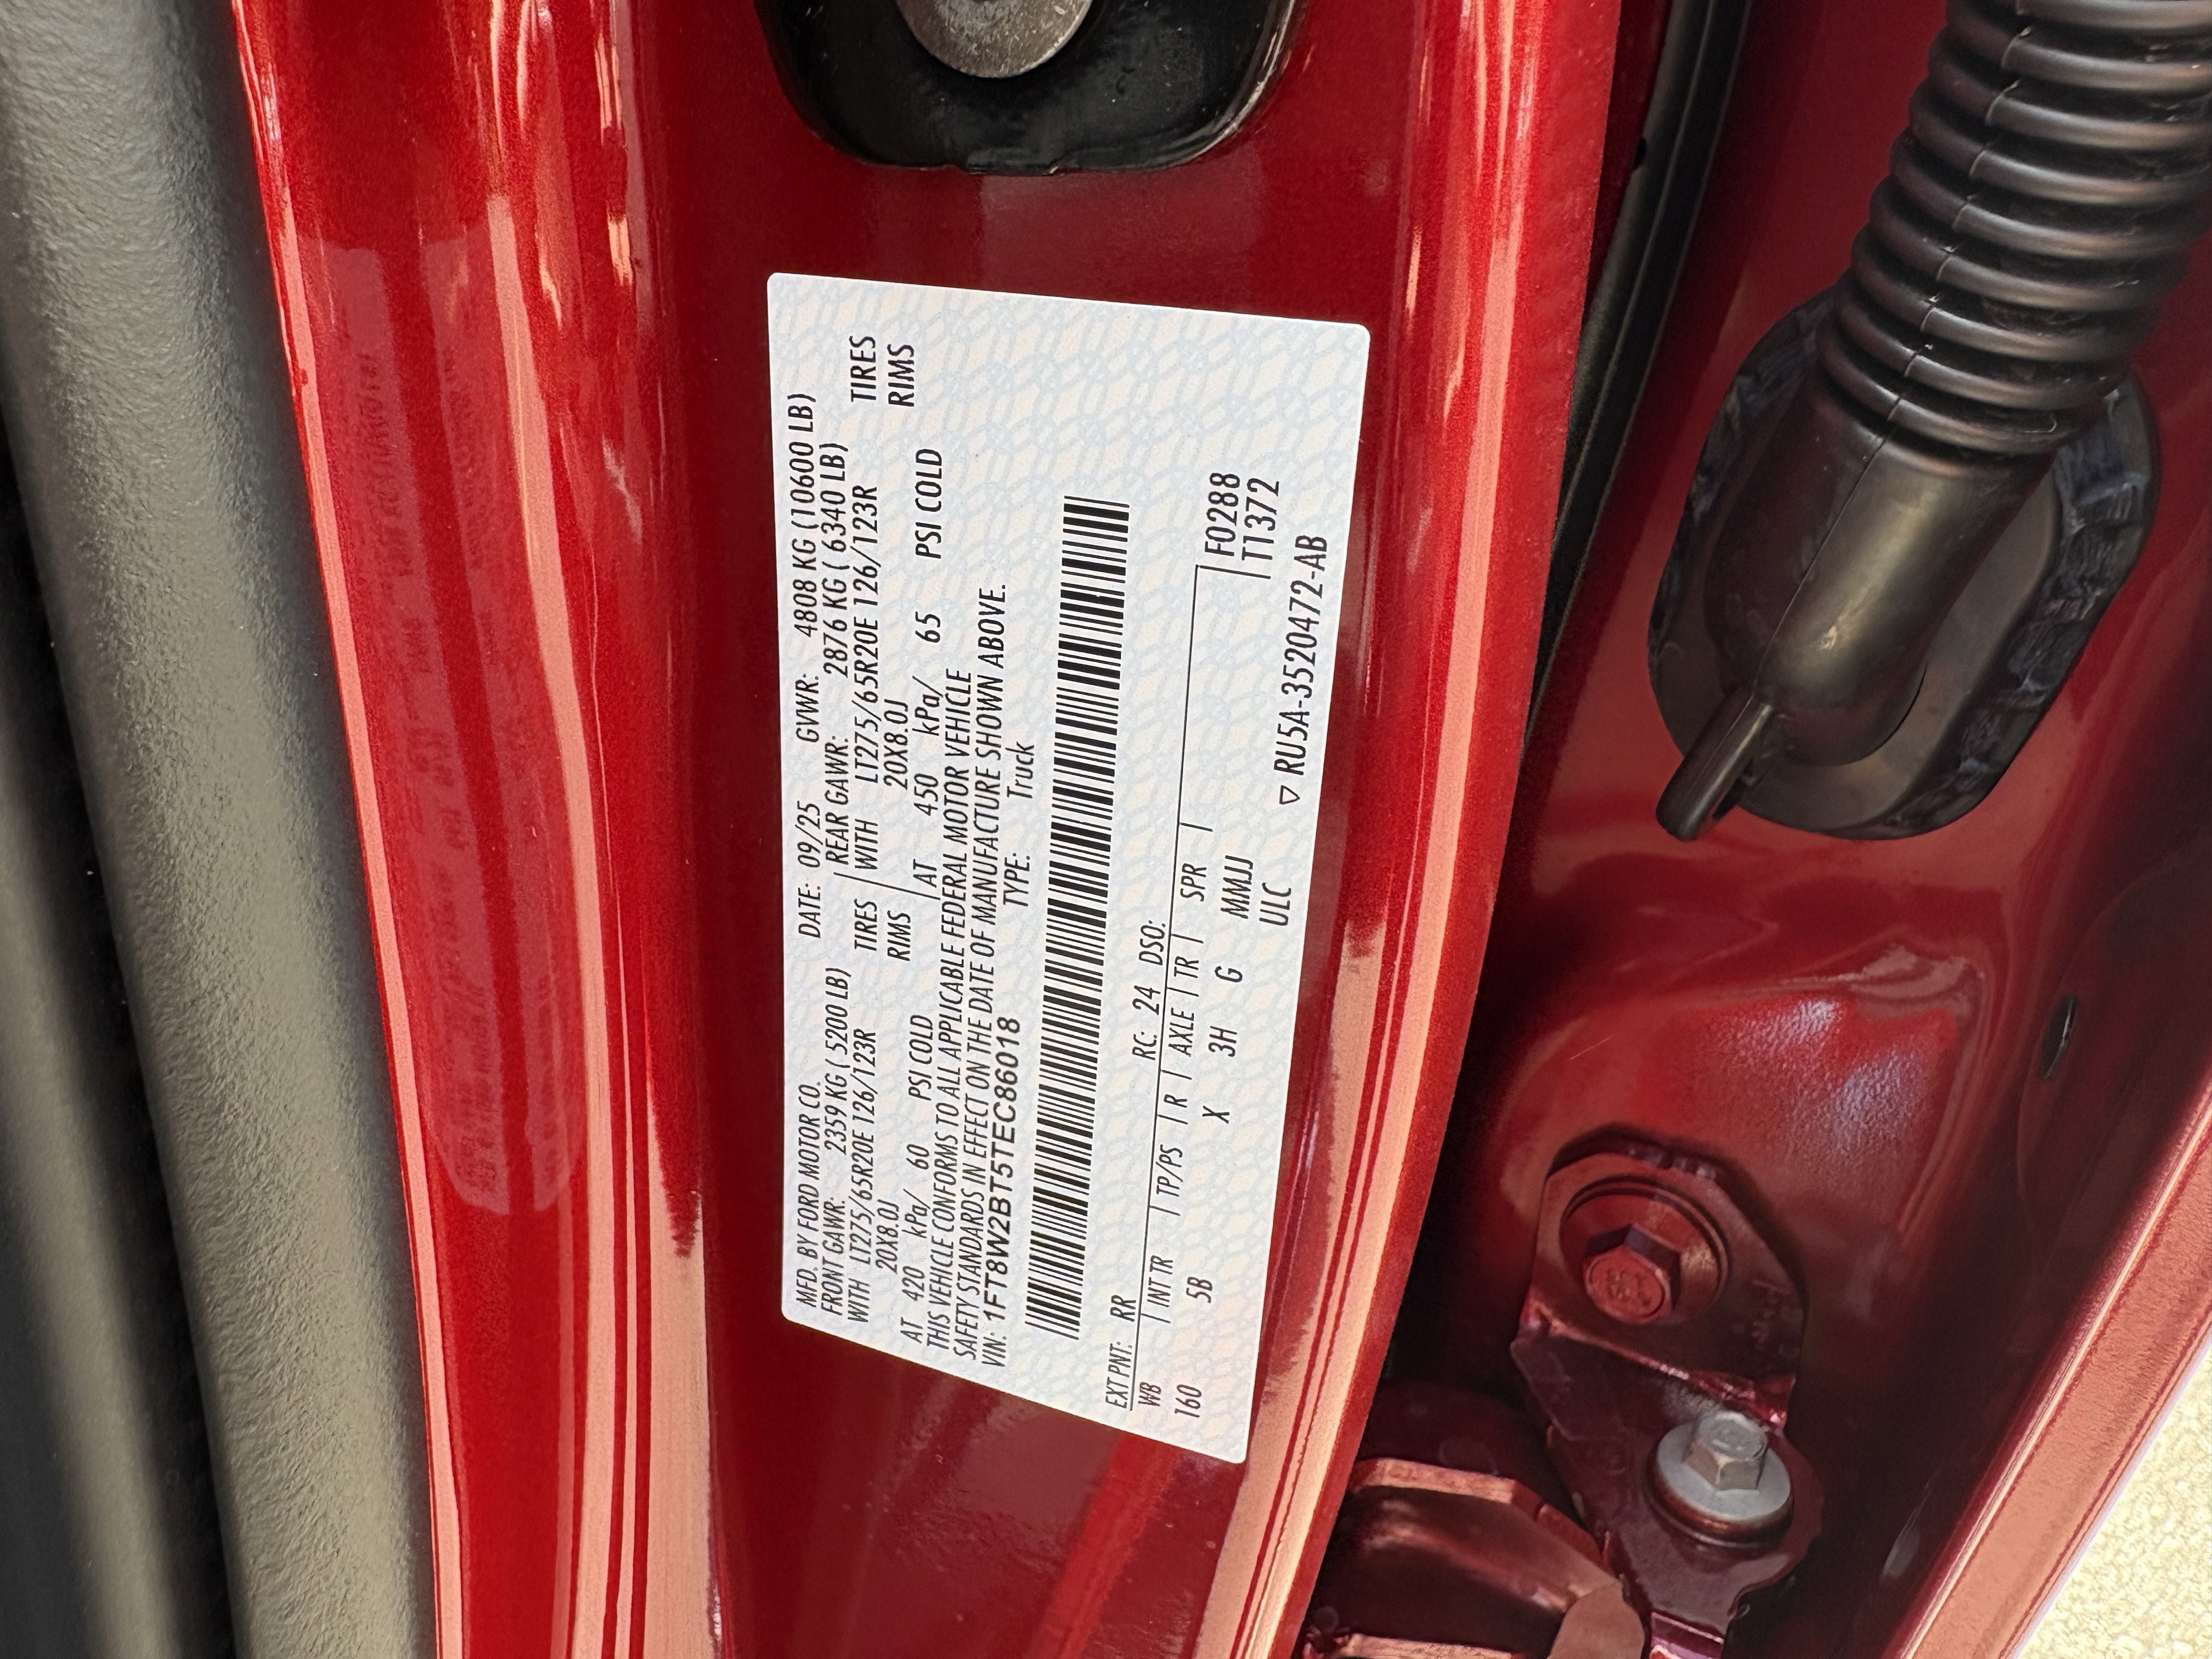 MFD. BY FORD MOTOR CO. DATE: 09/25 GVWR: 4808 KG (10600 LB)
FRONT GAWR: 2359 KG ( 5200 LB) REAR GAWR: 2876 KG ( 6340 LB)
WITH LT275/65R20E 126/123R TIRES WITH LT275/65R20E 126/123R TIRES
20X8.0J RIMS 20X8.0J RIMS
AT 420 kPa/ 60 PSI COLD AT 450 kPa/ 65 PSI COLD
THIS VEHICLE CONFORMS TO ALL APPLICABLE FEDERAL MOTOR VEHICLE
SAFETY STANDARDS IN EFFECT ON THE DATE OF MANUFACTURE SHOWN ABOVE.
VIN: 1FT8W2BT5TEC86018 TYPE: Truck
EXT PNT: RR RC: 24 DSO:
WB INT TR TP/PS R AXLE TR SPR F0288
160 5B X 3H G MMJJ T1372
ULC ▽ RU5A-3520472-AB